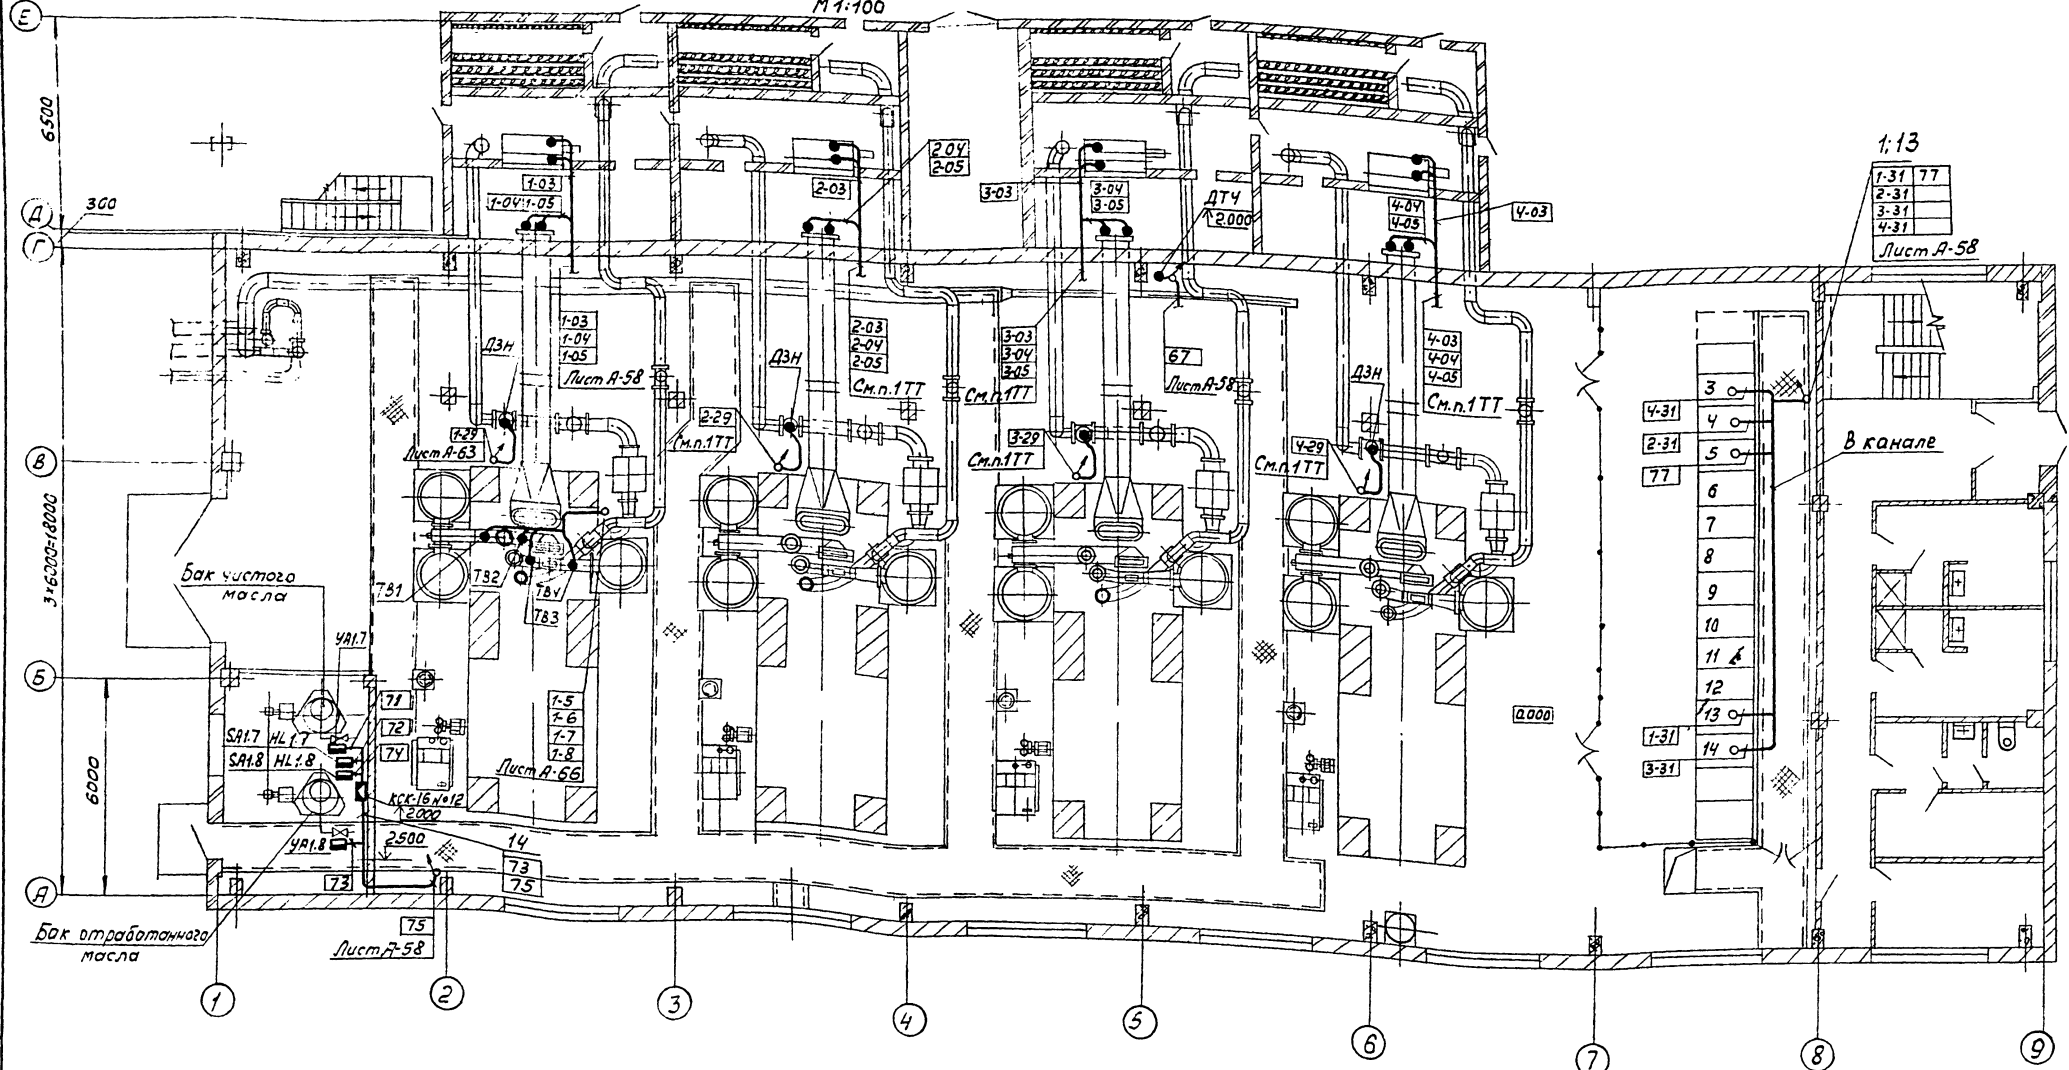 М 1:100
Е
6500
Д
Г
300
В
3×6000=18000
Б
6000
А
1-03
1-04 1-05
2-03
2-04
2-05
3-03
3-04
3-05
ДТЧ
2.000
4-04
4-05
4-03
1:13
1-31 77
2-31
3-31
4-31
Лист А-58
1-03
1-04
1-05
Лист А-58
ДЗН
2-03
2-04
2-05
См.п.1ТТ
ДЗН
3-03
3-04
3-05
См.п.1ТТ
67
Лист А-58
4-03
4-04
4-05
См.п.1ТТ
ДЗН
1-29
Лист А-63
2-29
См.п.1ТТ
3-29
См.п.1ТТ
4-29
См.п.1ТТ
3
4-31
4
2-31
5
77
6
7
8
9
10
11
12
13
1-31
14
3-31
В канале
Бак чистого
масла
ТВ1
ТВ2
ТВ3
ТВ4
YA1.7
71
72
74
SA1.7 HL1.7
SA1.8 HL1.8
1-5
1-6
1-7
1-8
Лист А-66
0.000
КСК-16 №12
2.000
YA1.8
2.500
14
73
75
73
75
Лист А-58
Бак отработанного
масла
1
2
3
4
5
6
7
8
9